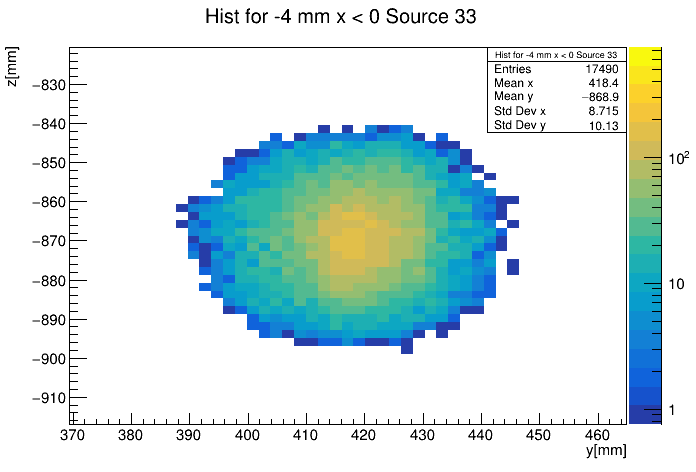 Hist for -4 mm x < 0 Source 33
z[mm]
Hist for -4 mm x < 0 Source 33
Entries 17490
Mean x 418.4
Mean y −868.9
Std Dev x 8.715
Std Dev y 10.13
−830
−840
−850
−860
−870
−880
−890
−900
−910
10²
10
1
370 380 390 400 410 420 430 440 450 460
y[mm]